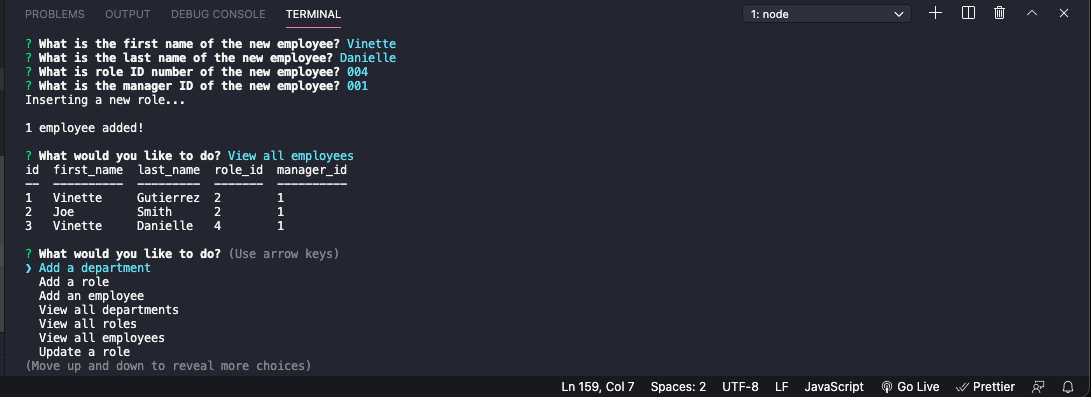 PROBLEMS OUTPUT DEBUG CONSOLE TERMINAL 1: node
? What is the first name of the new employee? Vinette
? What is the last name of the new employee? Danielle
? What is role ID number of the new employee? 004
? What is the manager ID of the new employee? 001
Inserting a new role...
1 employee added!
? What would you like to do? View all employees
id first_name last_name role_id manager_id
-- ---------- --------- ------- ----------
1 Vinette Gutierrez 2 1
2 Joe Smith 2 1
3 Vinette Danielle 4 1
? What would you like to do? (Use arrow keys)
❯ Add a department
Add a role
Add an employee
View all departments
View all roles
View all employees
Update a role
(Move up and down to reveal more choices)
Ln 159, Col 7 Spaces: 2 UTF-8 LF JavaScript Go Live Prettier